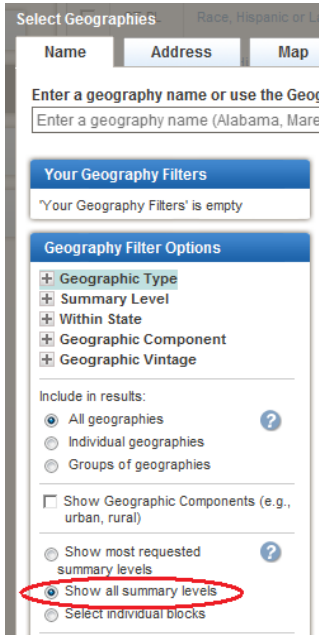 Select Geographies
Race, Hispanic or La
Name Address Map
Enter a geography name or use the Geog
Enter a geography name (Alabama, Mare
Your Geography Filters
'Your Geography Filters' is empty
Geography Filter Options
Geographic Type
Summary Level
Within State
Geographic Component
Geographic Vintage
Include in results:
All geographies ?
Individual geographies
Groups of geographies
Show Geographic Components (e.g.,
urban, rural)
Show most requested ?
summary levels
Show all summary levels
Select individual blocks